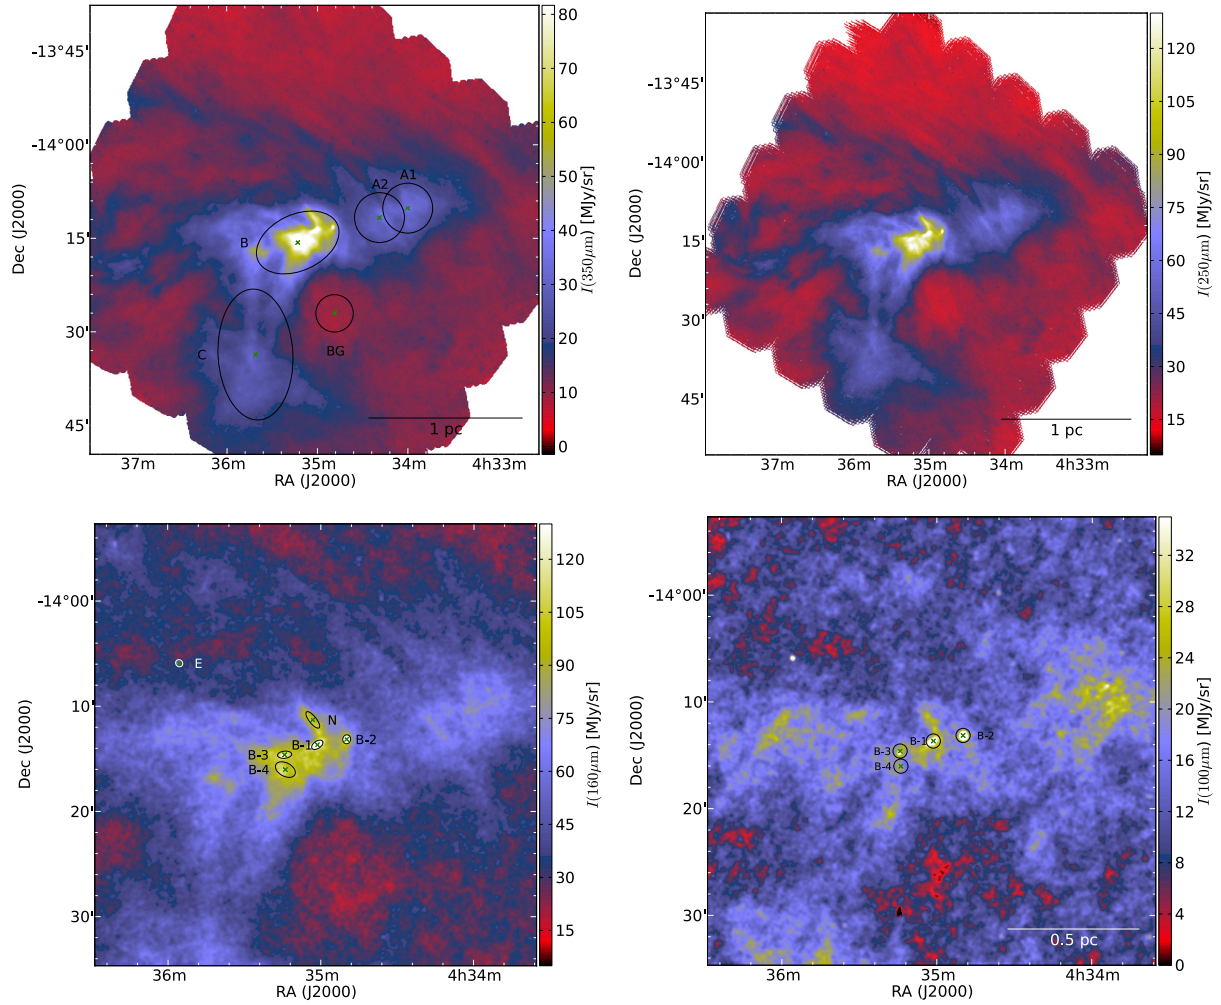 80
70
60
50
40
30
20
10
0
I(350μm) [MJy/sr]
-13°45'
-14°00'
15'
30'
45'
Dec (J2000)
A1
A2
B
C
BG
1 pc
37m
36m
35m
34m
4h33m
RA (J2000)
120
105
90
75
60
45
30
15
I(250μm) [MJy/sr]
-13°45'
-14°00'
15'
30'
45'
Dec (J2000)
1 pc
37m
36m
35m
34m
4h33m
RA (J2000)
120
105
90
75
60
45
30
15
I(160μm) [MJy/sr]
-14°00'
10'
20'
30'
Dec (J2000)
E
N
B-1
B-2
B-3
B-4
36m
35m
4h34m
RA (J2000)
32
28
24
20
16
12
8
4
0
I(100μm) [MJy/sr]
-14°00'
10'
20'
30'
Dec (J2000)
B-1
B-2
B-3
B-4
0.5 pc
36m
35m
4h34m
RA (J2000)